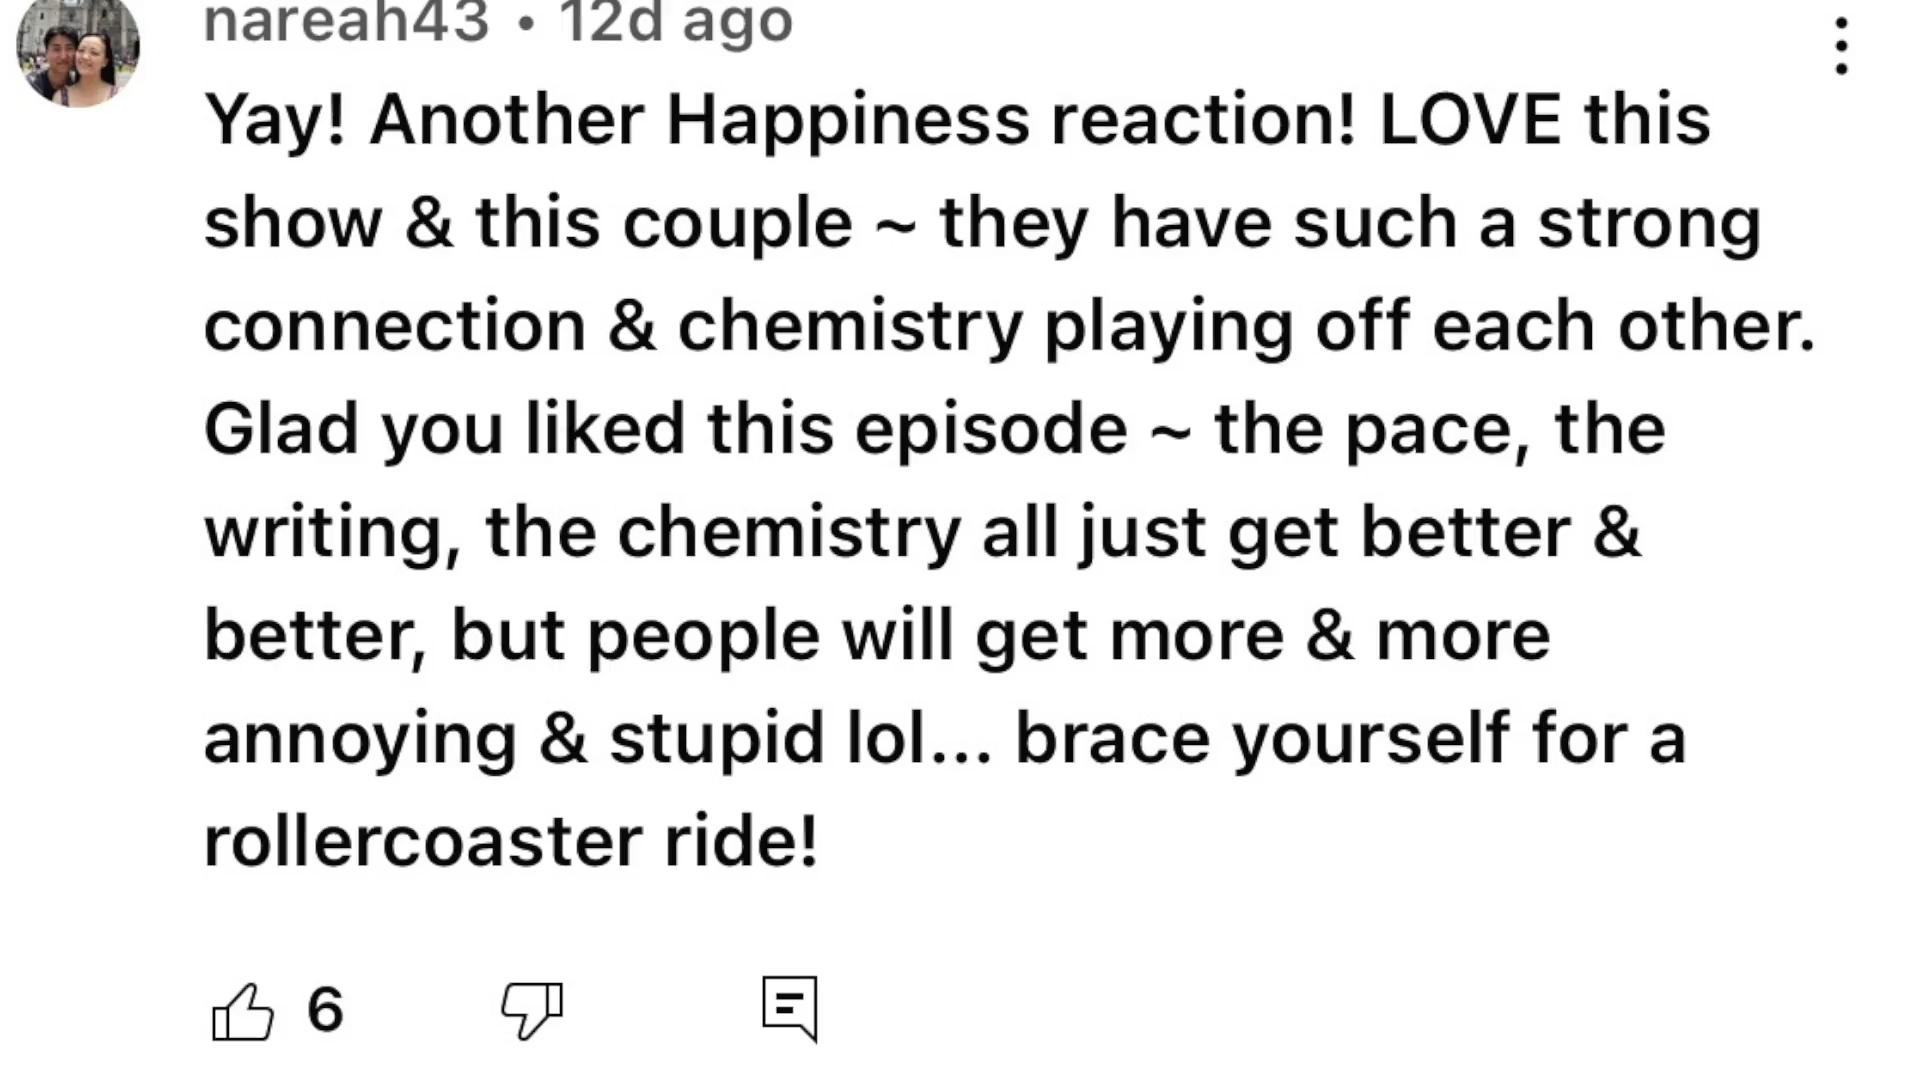 nareah43 • 12d ago
Yay! Another Happiness reaction! LOVE this
show & this couple ~ they have such a strong
connection & chemistry playing off each other.
Glad you liked this episode ~ the pace, the
writing, the chemistry all just get better &
better, but people will get more & more
annoying & stupid lol... brace yourself for a
rollercoaster ride!
6